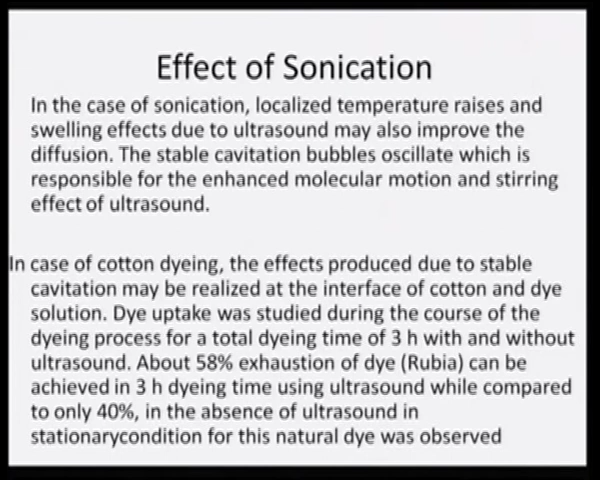 Effect of Sonication
In the case of sonication, localized temperature raises and
swelling effects due to ultrasound may also improve the
diffusion. The stable cavitation bubbles oscillate which is
responsible for the enhanced molecular motion and stirring
effect of ultrasound.
In case of cotton dyeing, the effects produced due to stable
cavitation may be realized at the interface of cotton and dye
solution. Dye uptake was studied during the course of the
dyeing process for a total dyeing time of 3 h with and without
ultrasound. About 58% exhaustion of dye (Rubia) can be
achieved in 3 h dyeing time using ultrasound while compared
to only 40%, in the absence of ultrasound in
stationarycondition for this natural dye was observed